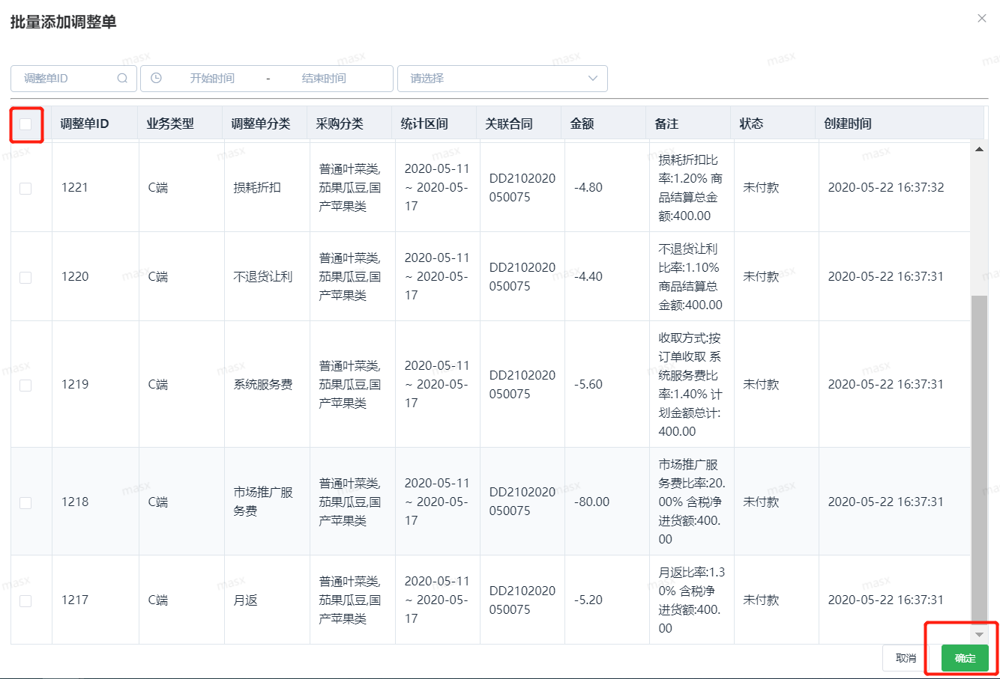 批量添加调整单
调整单ID
开始时间 - 结束时间
请选择
调整单ID 业务类型 调整单分类 采购分类 统计区间 关联合同 金额 备注 状态 创建时间
1221
C端
损耗折扣
普通叶菜类,
茄果瓜豆,国
产苹果类
2020-05-11
~ 2020-05-
17
DD2102020
050075
-4.80
损耗折扣比
率:1.20% 商
品结算总金
额:400.00
未付款
2020-05-22 16:37:32
1220
C端
不退货让利
普通叶菜类,
茄果瓜豆,国
产苹果类
2020-05-11
~ 2020-05-
17
DD2102020
050075
-4.40
不退货让利
比率:1.10%
商品结算总
金额:400.00
未付款
2020-05-22 16:37:31
1219
C端
系统服务费
普通叶菜类,
茄果瓜豆,国
产苹果类
2020-05-11
~ 2020-05-
17
DD2102020
050075
-5.60
收取方式:按
订单收取 系
统服务费比
率:1.40% 计
划金额总计:
400.00
未付款
2020-05-22 16:37:31
1218
C端
市场推广服
务费
普通叶菜类,
茄果瓜豆,国
产苹果类
2020-05-11
~ 2020-05-
17
DD2102020
050075
-80.00
市场推广服
务费比率:20.
00% 含税净
进货额:400.
00
未付款
2020-05-22 16:37:31
1217
C端
月返
普通叶菜类,
茄果瓜豆,国
产苹果类
2020-05-11
~ 2020-05-
17
DD2102020
050075
-5.20
月返比率:1.3
0% 含税净
进货额:400.
00
未付款
2020-05-22 16:37:31
取消
确定
masx